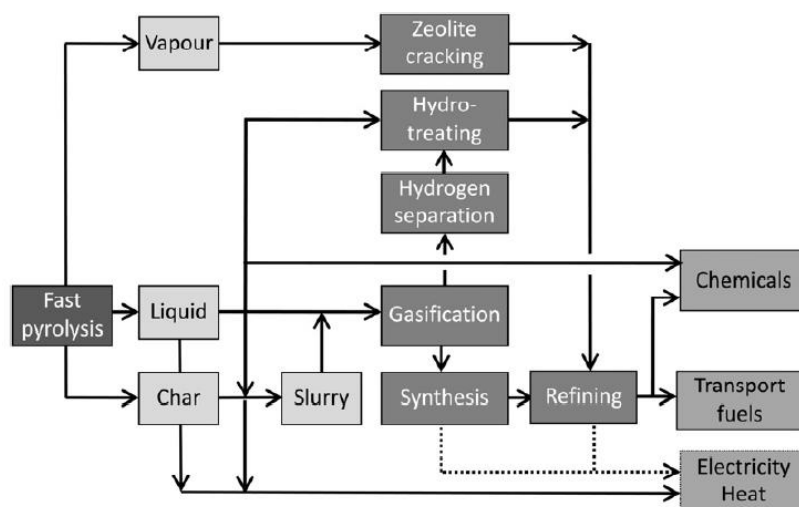 Vapour
Zeolite
cracking
Hydro-
treating
Hydrogen
separation
Chemicals
Fast
pyrolysis
Liquid
Gasification
Char
Slurry
Synthesis
Refining
Transport
fuels
Electricity
Heat